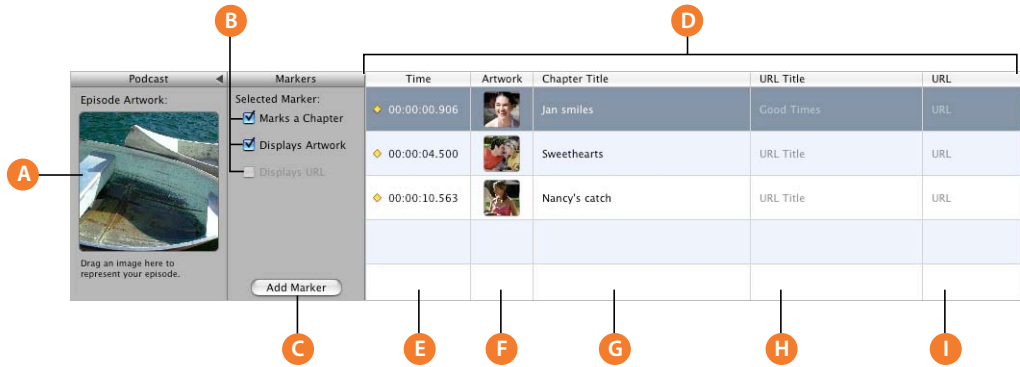 B
D
Podcast
Markers
Time
Artwork
Chapter Title
URL Title
URL
Episode Artwork:
Selected Marker:
Marks a Chapter
Displays Artwork
Displays URL
A
00:00:00.906
Jan smiles
Good Times
URL
00:00:04.500
Sweethearts
URL Title
URL
00:00:10.563
Nancy's catch
URL Title
URL
Drag an image here to
represent your episode.
Add Marker
C
E
F
G
H
I